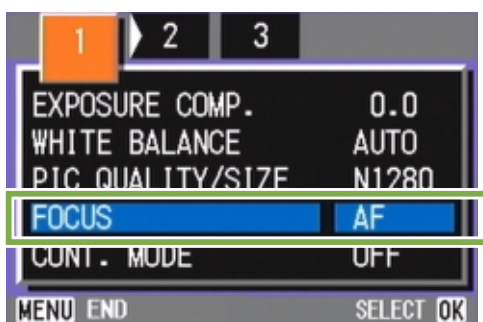 1 2 3
EXPOSURE COMP. 0.0
WHITE BALANCE AUTO
PIC QUALITY/SIZE N1280
FOCUS AF
CONT. MODE OFF
MENU END SELECT OK